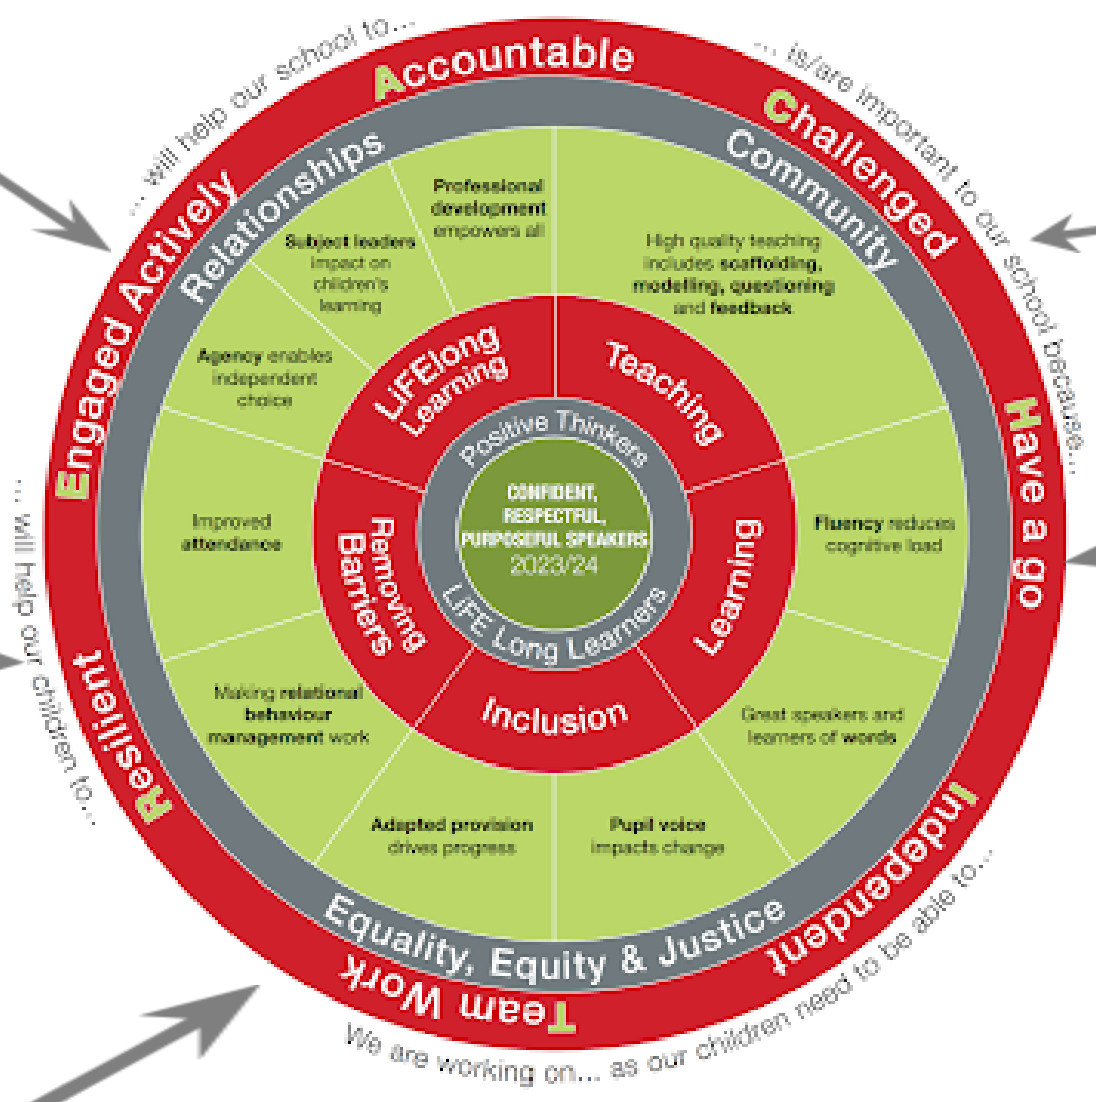 ... will help our school to...
... is/are important to our school because...
Accountable
Challenged
Have a go
Independent
Team Work
Resilient
Engaged Actively
Relationships
Community
Equality, Equity & Justice
Professional
development
empowers all
High quality teaching
includes scaffolding,
modelling, questioning
and feedback
Subject leaders
impact on
children's
learning
Agency enables
independent
choice
Improved
attendance
Making relational
behaviour
management work
Adapted provision
drives progress
Pupil voice
impacts change
Great speakers and
learners of words
Fluency reduces
cognitive load
LiFElong
Learning
Teaching
Learning
Inclusion
Removing
Barriers
Positive Thinkers
CONFIDENT,
RESPECTFUL,
PURPOSEFUL SPEAKERS
2023/24
LiFE Long Learners
... will help our children to...
We are working on... as our children need to be able to...